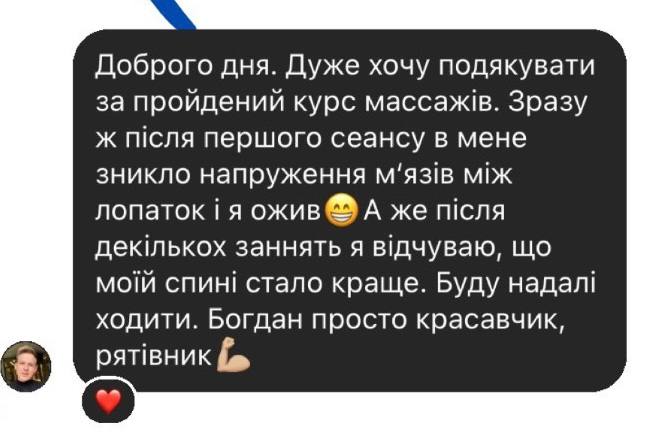 Доброго дня. Дуже хочу подякувати
за пройдений курс массажів. Зразу
ж після першого сеансу в мене
зникло напруження м‘язів між
лопаток і я ожив😁А же після
декількох заннять я відчуваю, що
моїй спині стало краще. Буду надалі
ходити. Богдан просто красавчик,
рятівник💪🏼